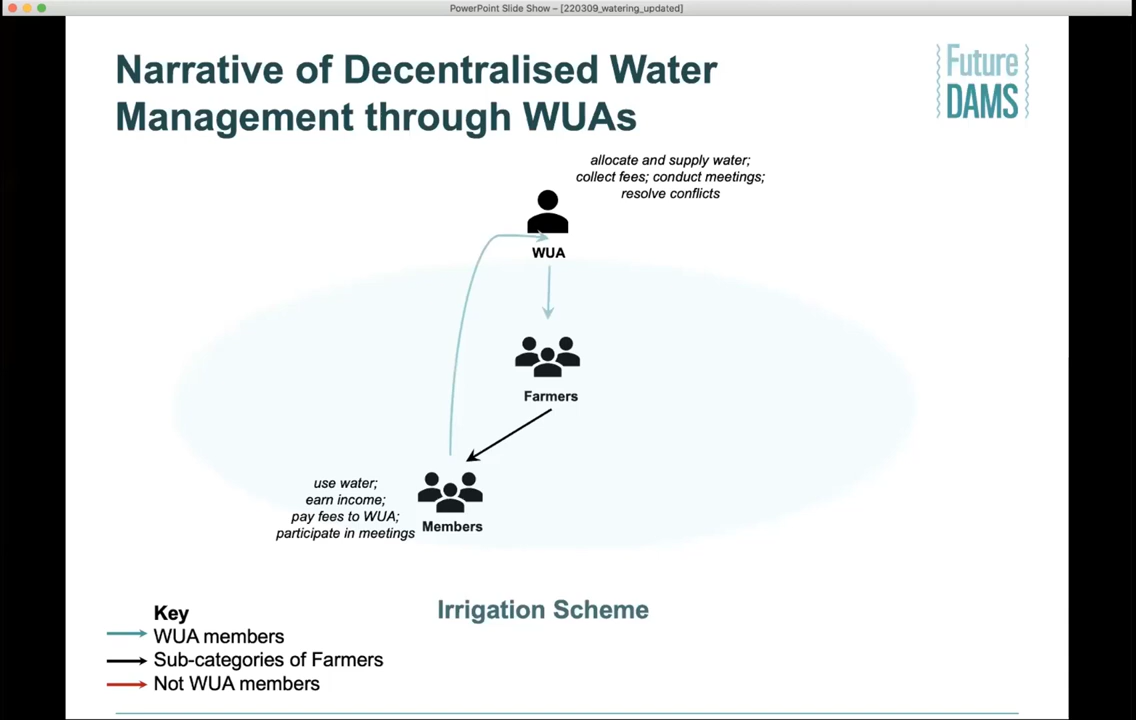 PowerPoint Slide Show – [220309_watering_updated]
Narrative of Decentralised Water
Management through WUAs
Future
DAMS
allocate and supply water;
collect fees; conduct meetings;
resolve conflicts
WUA
Farmers
use water;
earn income;
pay fees to WUA;
participate in meetings
Members
Irrigation Scheme
Key
WUA members
Sub-categories of Farmers
Not WUA members